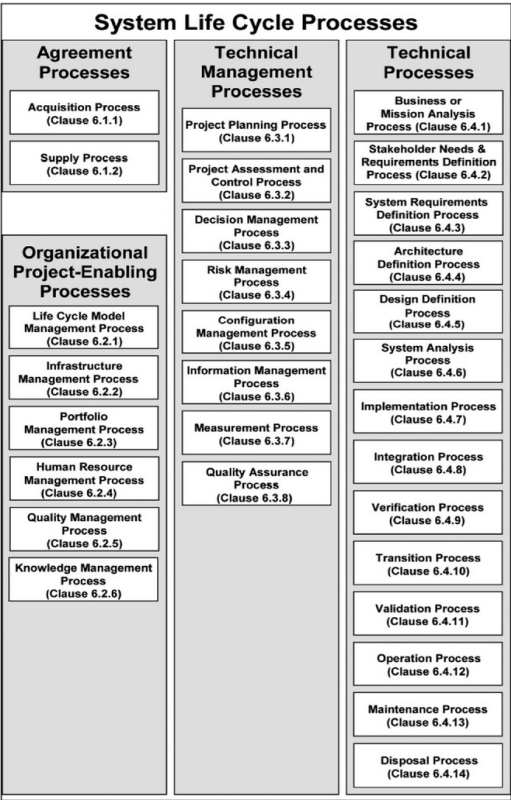 System Life Cycle Processes
Agreement
Processes
Acquisition Process
(Clause 6.1.1)
Supply Process
(Clause 6.1.2)
Organizational
Project-Enabling
Processes
Life Cycle Model
Management Process
(Clause 6.2.1)
Infrastructure
Management Process
(Clause 6.2.2)
Portfolio
Management Process
(Clause 6.2.3)
Human Resource
Management Process
(Clause 6.2.4)
Quality Management
Process
(Clause 6.2.5)
Knowledge Management
Process
(Clause 6.2.6)
Technical
Management
Processes
Project Planning Process
(Clause 6.3.1)
Project Assessment and
Control Process
(Clause 6.3.2)
Decision Management
Process
(Clause 6.3.3)
Risk Management
Process
(Clause 6.3.4)
Configuration
Management Process
(Clause 6.3.5)
Information Management
Process
(Clause 6.3.6)
Measurement Process
(Clause 6.3.7)
Quality Assurance
Process
(Clause 6.3.8)
Technical
Processes
Business or
Mission Analysis
Process (Clause 6.4.1)
Stakeholder Needs &
Requirements Definition
Process (Clause 6.4.2)
System Requirements
Definition Process
(Clause 6.4.3)
Architecture
Definition Process
(Clause 6.4.4)
Design Definition
Process
(Clause 6.4.5)
System Analysis
Process
(Clause 6.4.6)
Implementation Process
(Clause 6.4.7)
Integration Process
(Clause 6.4.8)
Verification Process
(Clause 6.4.9)
Transition Process
(Clause 6.4.10)
Validation Process
(Clause 6.4.11)
Operation Process
(Clause 6.4.12)
Maintenance Process
(Clause 6.4.13)
Disposal Process
(Clause 6.4.14)